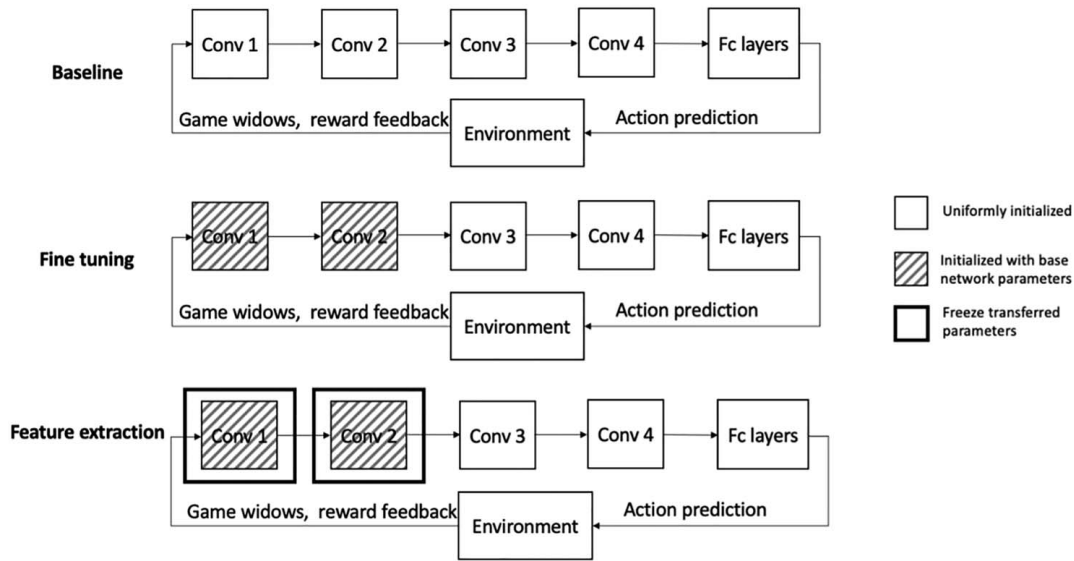 Conv 1
Conv 2
Conv 3
Conv 4
Fc layers
Baseline
Game widows, reward feedback
Environment
Action prediction
Conv 1
Conv 2
Conv 3
Conv 4
Fc layers
Fine tuning
Game widows, reward feedback
Environment
Action prediction
Uniformly initialized
Initialized with base
network parameters
Freeze transferred
parameters
Feature extraction
Conv 1
Conv 2
Conv 3
Conv 4
Fc layers
Game widows, reward feedback
Environment
Action prediction